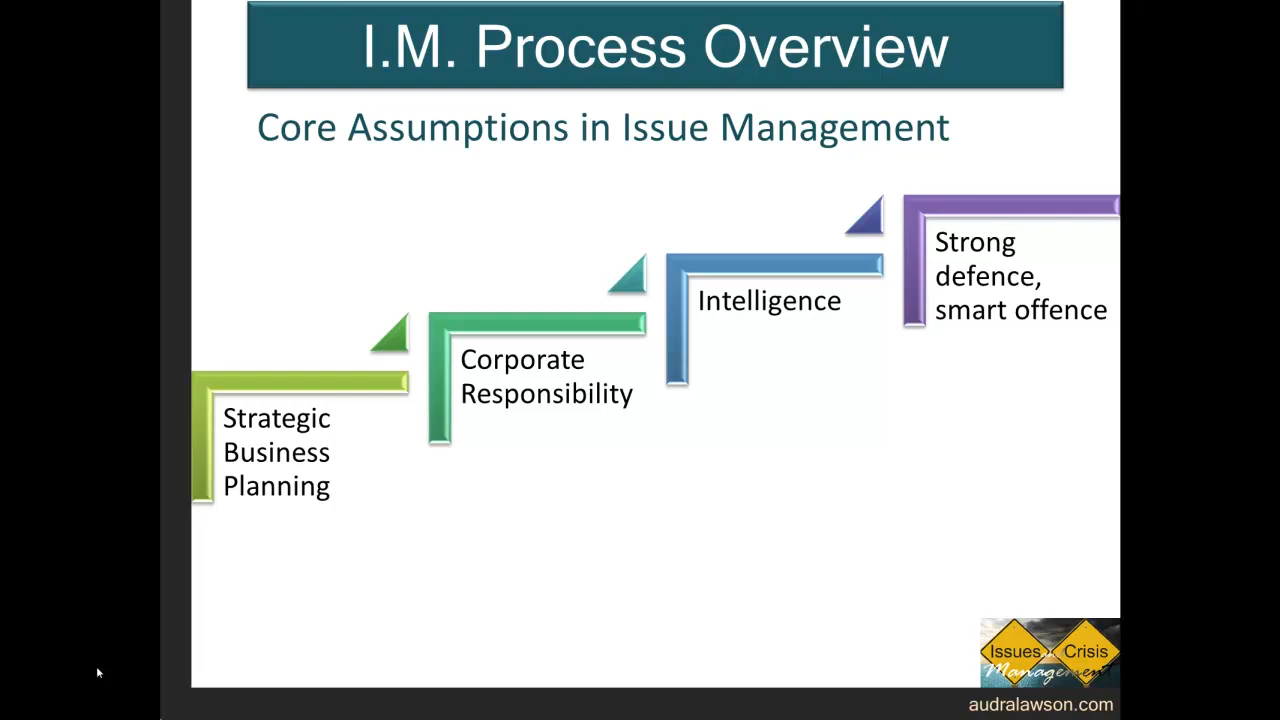 I.M. Process Overview
Core Assumptions in Issue Management
Strategic
Business
Planning
Corporate
Responsibility
Intelligence
Strong
defence,
smart offence
Issues Crisis
Management
audralawson.com